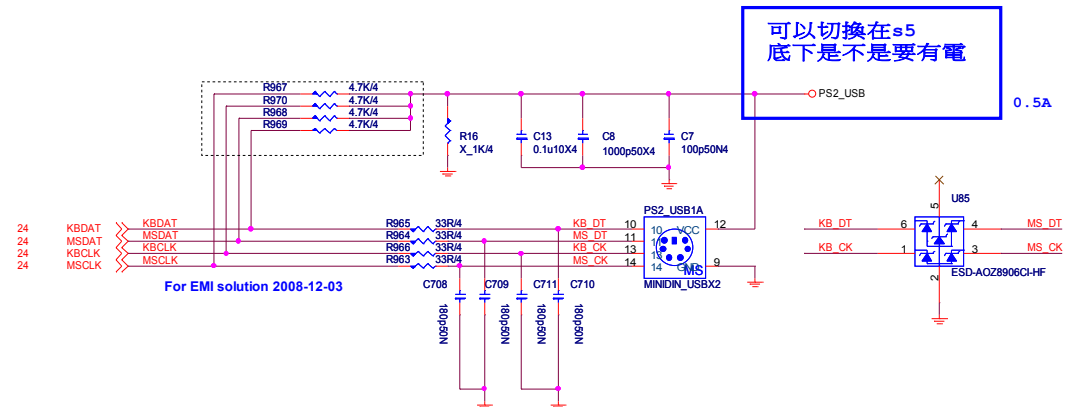 可以切換在s5
底下是不是要有電
0.5A
PS2_USB
R967 4.7K/4
R970 4.7K/4
R968 4.7K/4
R969 4.7K/4
R16
X_1K/4
C13
0.1u10X4
C8
1000p50X4
C7
100p50N4
24 KBDAT KBDAT R965 33R/4 KB_DT 10
24 MSDAT MSDAT R964 33R/4 MS_DT 11
24 KBCLK KBCLK R966 33R/4 KB_CK 13
24 MSCLK MSCLK R963 33R/4 MS_CK 14
PS2_USB1A
10 VCC 12
11
13
14 GND 9
MS
MINIDIN_USBX2
For EMI solution 2008-12-03
C708 C709 C711 C710
180p50N 180p50N 180p50N 180p50N
U85
5
KB_DT 6 4 MS_DT
KB_CK 1 3 MS_CK
2
ESD-AOZ8906CI-HF